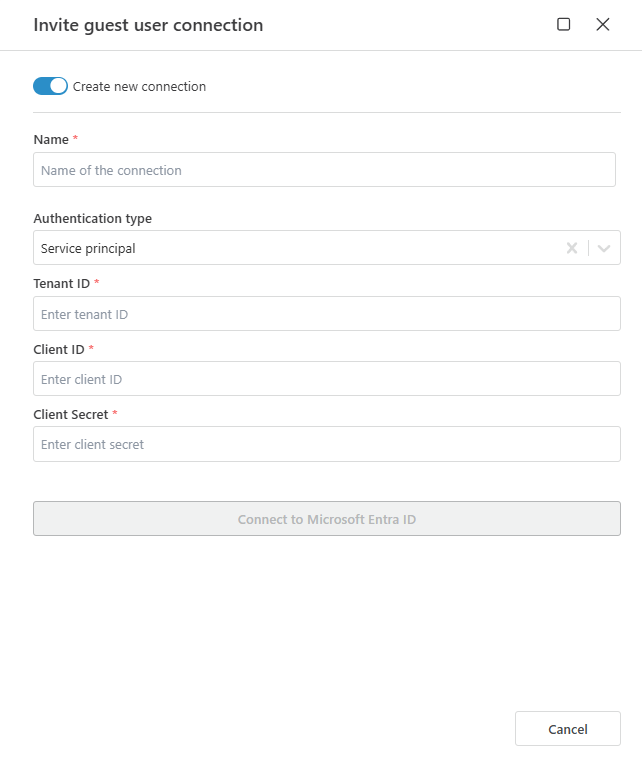 Invite guest user connection
Create new connection
Name *
Name of the connection
Authentication type
Service principal
Tenant ID *
Enter tenant ID
Client ID *
Enter client ID
Client Secret *
Enter client secret
Connect to Microsoft Entra ID
Cancel